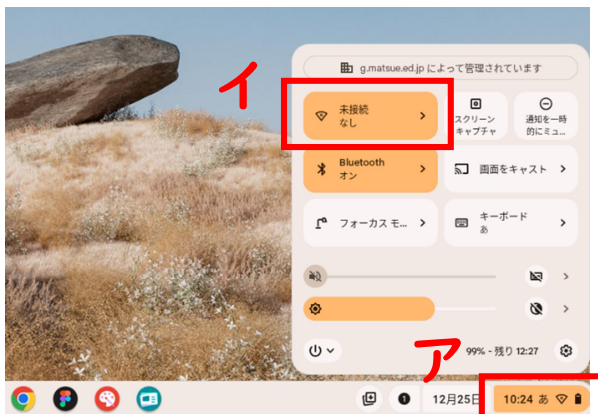 g.matsue.ed.jp によって管理されています
イ
未接続
なし
スクリーン
キャプチャ
通知を一時
的にミュ...
Bluetooth
オン
画面をキャスト
フォーカス モ...
キーボード
あ
ア
99% - 残り 12:27
1
12月25日
10:24 あ